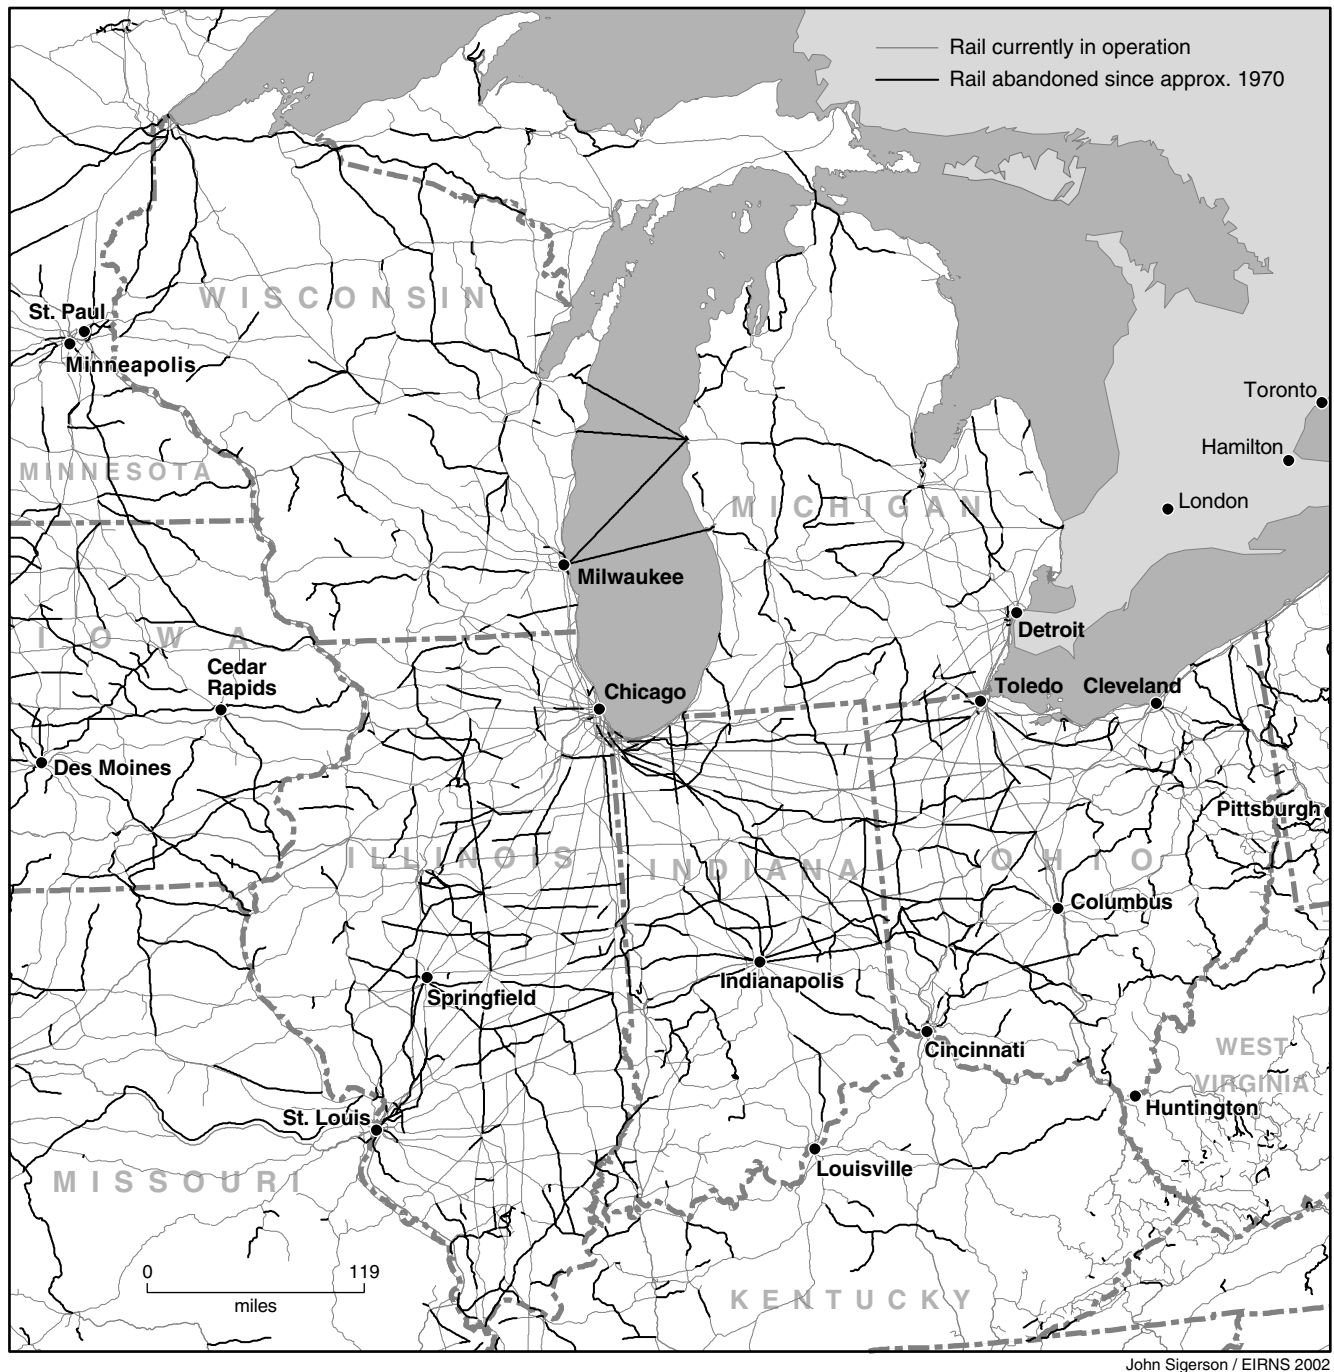 Rail currently in operation
Rail abandoned since approx. 1970
WISCONSIN
St. Paul
Minneapolis
Toronto
Hamilton
MINNESOTA
London
MICHIGAN
Milwaukee
Detroit
IOWA
Cedar
Rapids
Chicago
Toledo
Cleveland
Des Moines
Pittsburgh
ILLINOIS
INDIANA
OHIO
Columbus
Indianapolis
Springfield
Cincinnati
WEST
VIRGINIA
Huntington
St. Louis
Louisville
MISSOURI
0 119
miles
KENTUCKY
John Sigerson / EIRNS 2002